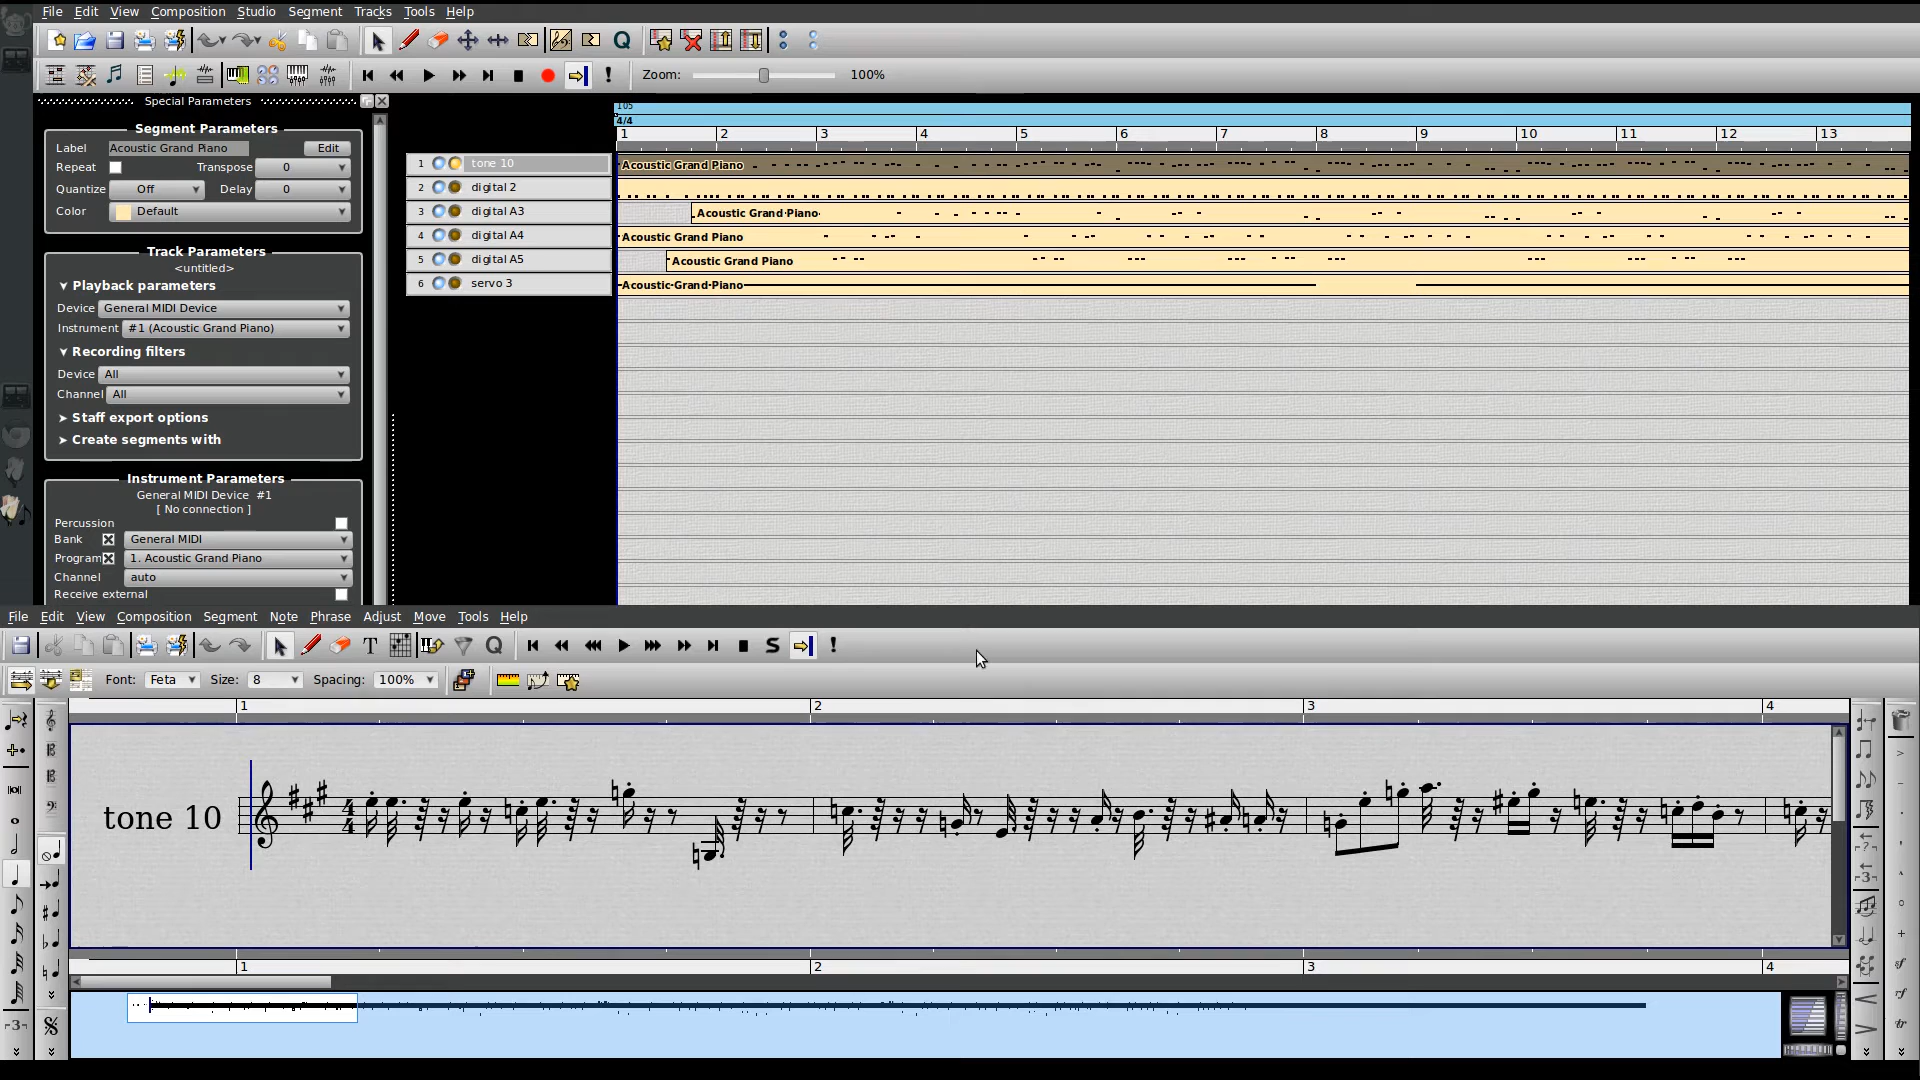 File Edit View Composition Studio Segment Tracks Tools Help
Zoom: 100%
Special Parameters
Segment Parameters
Label Acoustic Grand Piano Edit
Repeat Transpose 0
Quantize Off Delay 0
Color Default
Track Parameters
<untitled>
Playback parameters
Device General MIDI Device
Instrument #1 (Acoustic Grand Piano)
Recording filters
Device All
Channel All
Staff export options
Create segments with
Instrument Parameters
General MIDI Device #1
[ No connection ]
Percussion
Bank General MIDI
Program 1. Acoustic Grand Piano
Channel auto
Receive external
105
4/4
1 2 3 4 5 6 7 8 9 10 11 12 13
1 tone 10 Acoustic Grand Piano
2 digital 2
3 digital A3 Acoustic Grand Piano
4 digital A4 Acoustic Grand Piano
5 digital A5 Acoustic Grand Piano
6 servo 3 Acoustic Grand Piano
File Edit View Composition Segment Note Phrase Adjust Move Tools Help
T Q S !
Font: Feta Size: 8 Spacing: 100%
1 2 3 4
tone 10
4
4
1 2 3 4